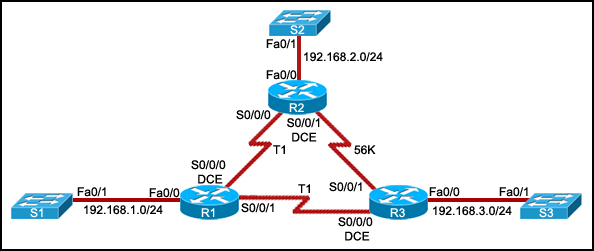 S2
Fa0/1
192.168.2.0/24
Fa0/0
R2
S0/0/0
S0/0/1
DCE
T1
56K
S0/0/0
DCE
S0/0/1
T1
Fa0/1
Fa0/0
S1
192.168.1.0/24
R1
S0/0/1
R3
Fa0/0
Fa0/1
192.168.3.0/24
S3
S0/0/0
DCE